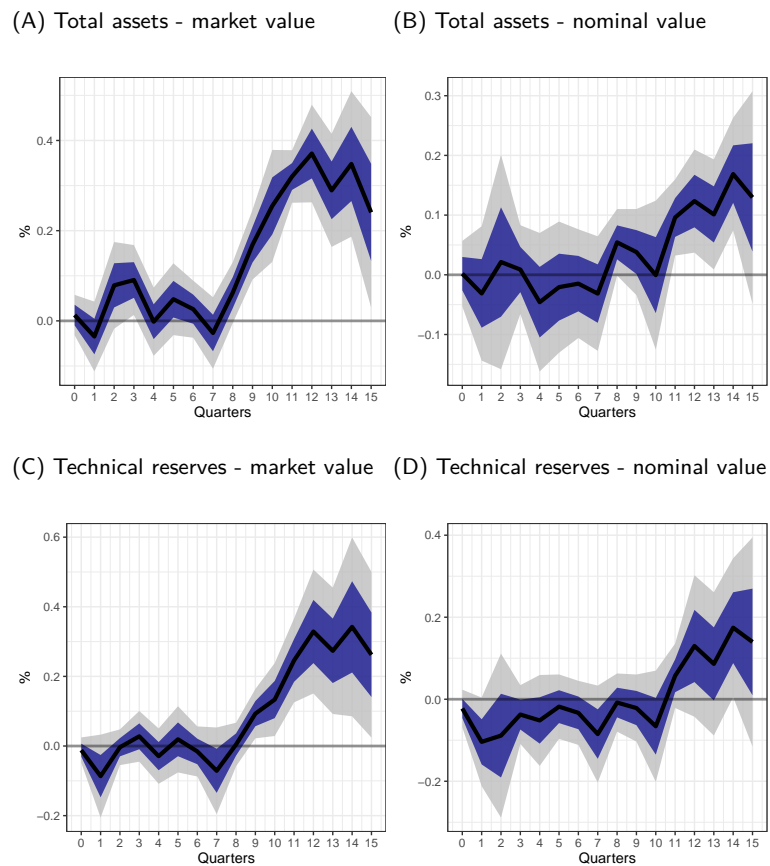 (A) Total assets - market value
(B) Total assets - nominal value
%
0.4
0.2
0.0
0 1 2 3 4 5 6 7 8 9 10 11 12 13 14 15
Quarters
%
0.3
0.2
0.1
0.0
−0.1
0 1 2 3 4 5 6 7 8 9 10 11 12 13 14 15
Quarters
(C) Technical reserves - market value
(D) Technical reserves - nominal value
%
0.6
0.4
0.2
0.0
−0.2
0 1 2 3 4 5 6 7 8 9 10 11 12 13 14 15
Quarters
%
0.4
0.2
0.0
−0.2
0 1 2 3 4 5 6 7 8 9 10 11 12 13 14 15
Quarters